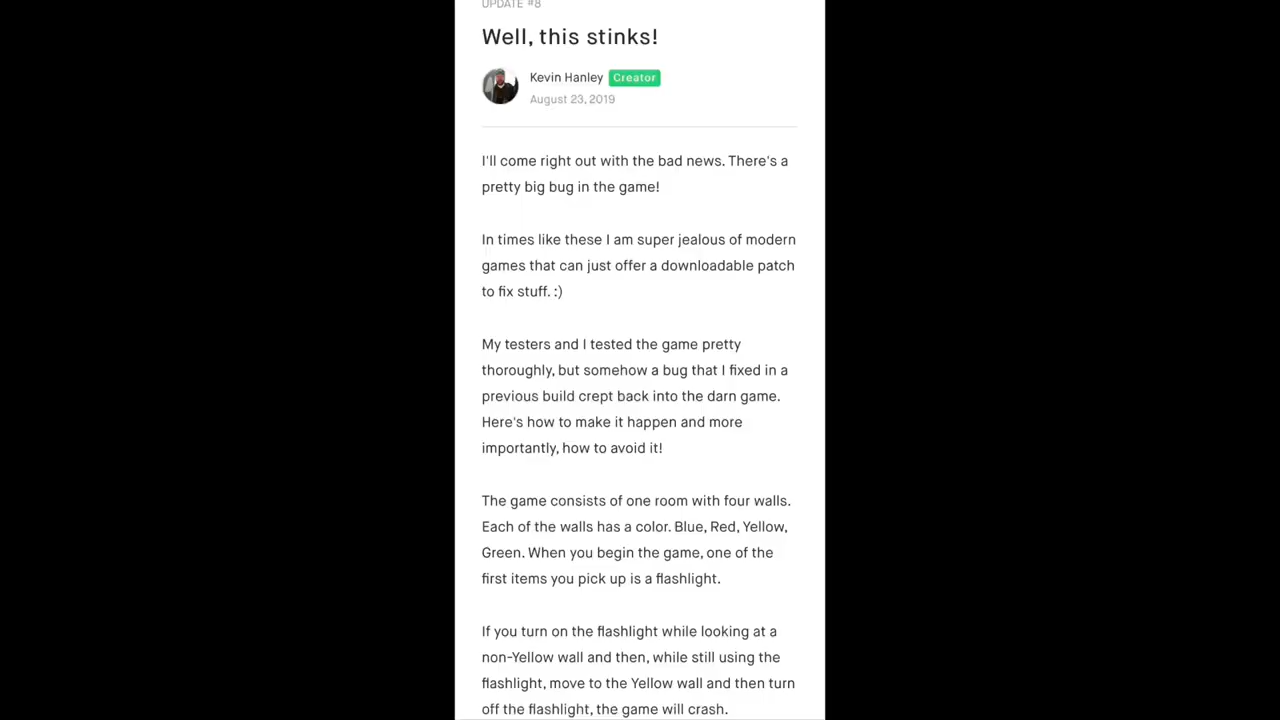 UPDATE #8
Well, this stinks!
Kevin Hanley Creator
August 23, 2019
I'll come right out with the bad news. There's a
pretty big bug in the game!
In times like these I am super jealous of modern
games that can just offer a downloadable patch
to fix stuff. :)
My testers and I tested the game pretty
thoroughly, but somehow a bug that I fixed in a
previous build crept back into the darn game.
Here's how to make it happen and more
importantly, how to avoid it!
The game consists of one room with four walls.
Each of the walls has a color. Blue, Red, Yellow,
Green. When you begin the game, one of the
first items you pick up is a flashlight.
If you turn on the flashlight while looking at a
non-Yellow wall and then, while still using the
flashlight, move to the Yellow wall and then turn
off the flashlight, the game will crash.